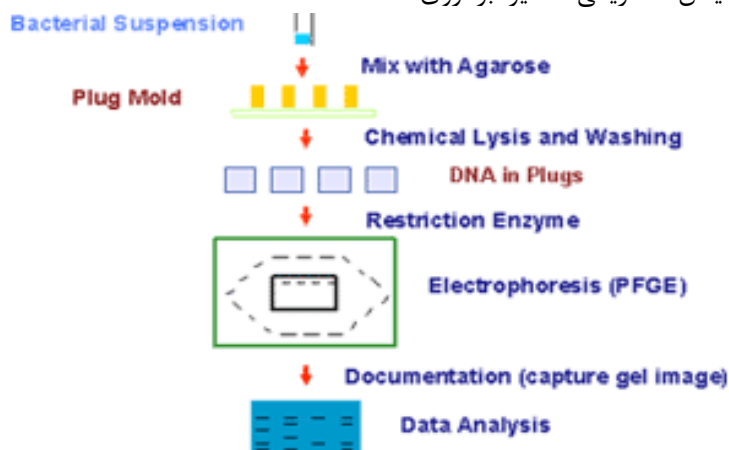 Bacterial Suspension
Mix with Agarose
Plug Mold
Chemical Lysis and Washing
DNA in Plugs
Restriction Enzyme
Electrophoresis (PFGE)
Documentation (capture gel image)
Data Analysis